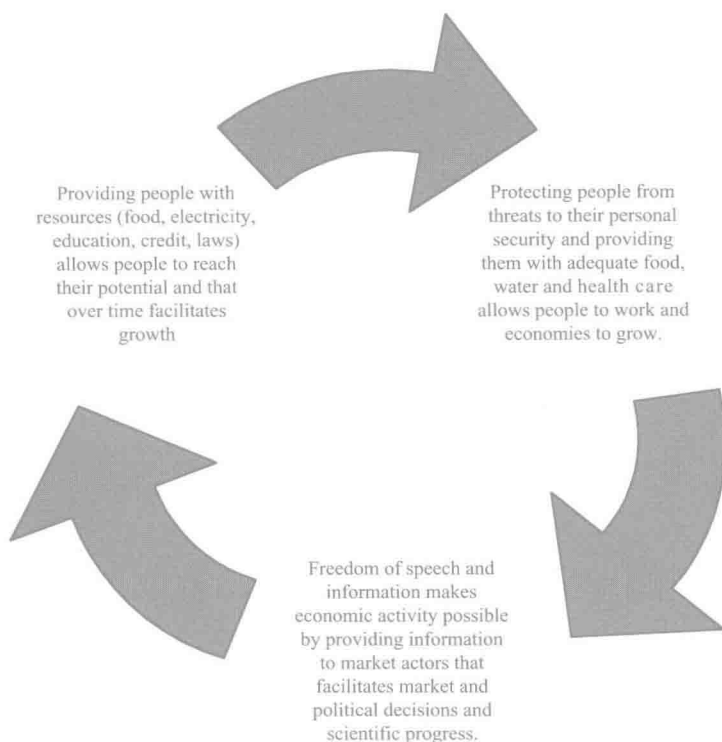 Providing people with
resources (food, electricity,
education, credit, laws)
allows people to reach
their potential and that
over time facilitates
growth
Protecting people from
threats to their personal
security and providing
them with adequate food,
water and health care
allows people to work and
economies to grow.
Freedom of speech and
information makes
economic activity possible
by providing information
to market actors that
facilitates market and
political decisions and
scientific progress.